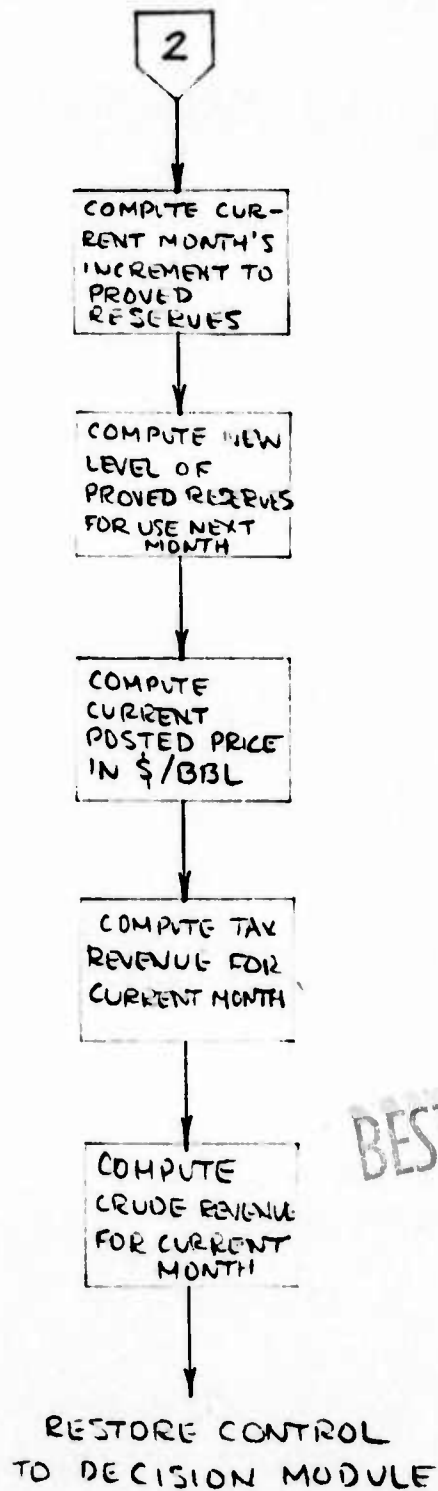 2
COMPUTE CUR-
RENT MONTH'S
INCREMENT TO
PROVED
RESERVES
COMPUTE NEW
LEVEL OF
PROVED RESERVES
FOR USE NEXT
MONTH
COMPUTE
CURRENT
POSTED PRICE
IN $/BBL
COMPUTE TAX
REVENUE FOR
CURRENT MONTH
COMPUTE
CRUDE REVENUE
FOR CURRENT
MONTH
BEST
RESTORE CONTROL
TO DECISION MODULE